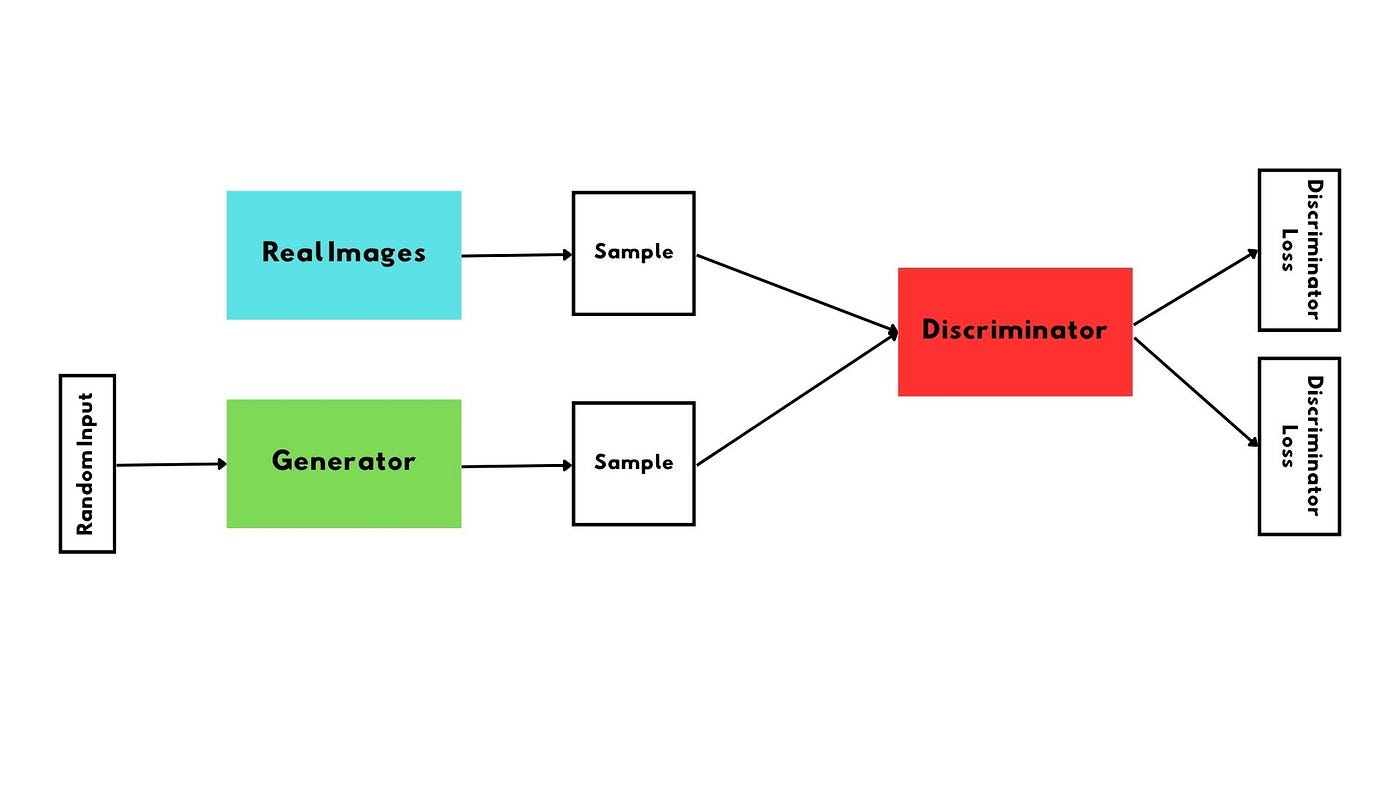 Real Images
Sample
Discriminator
Discriminator
Loss
Random Input
Generator
Sample
Discriminator
Loss